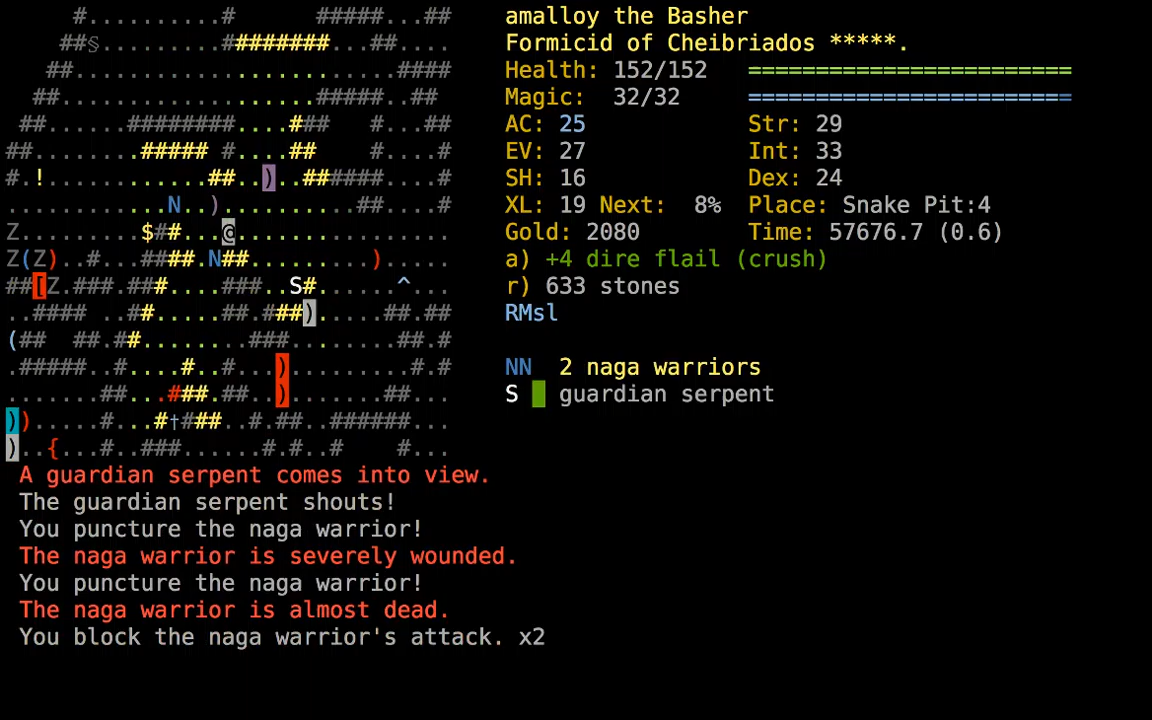 #..........#      #####...##    amalloy the Basher
    ##§.........########...##....    Formicid of Cheibriados *****.
   ##........................####    Health: 152/152   ========================
  ##...................#####..##     Magic:  32/32     ========================
 ##......########....###   #...##    AC: 25            Str: 29
##........##### #....##    #....#    EV: 27            Int: 33
#.!............##..)..######....#    SH: 16            Dex: 24
............N..)..........##....#    XL: 19 Next:  8%  Place: Snake Pit:4
Z.........$##...@................    Gold: 2080        Time: 57676.7 (0.6)
Z(Z)..#...####.N##.........).....    a) +4 dire flail (crush)
##[Z.###.###....###..S#......^...    r) 633 stones
..#### ..##.....##.###).....##.##    RMsl
(##  ##.##........###........##.#
.#####..#....#..#...).........#.#    NN  2 naga warriors
.......##...###.##..).......##...    S   guardian serpent
)).....#...#†###..#.##..######...
)..{...#..###......#.#..#    #...
A guardian serpent comes into view.
The guardian serpent shouts!
You puncture the naga warrior!
The naga warrior is severely wounded.
You puncture the naga warrior!
The naga warrior is almost dead.
You block the naga warrior's attack. x2